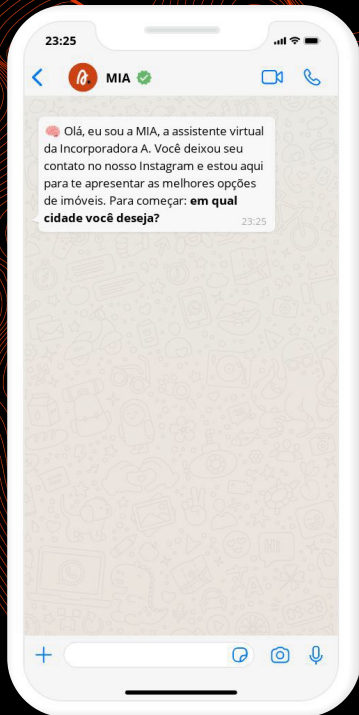 23:25
MIA
Olá, eu sou a MIA, a assistente virtual
da Incorporadora A. Você deixou seu
contato no nosso Instagram e estou aqui
para te apresentar as melhores opções
de imóveis. Para começar: em qual
cidade você deseja?
23:25